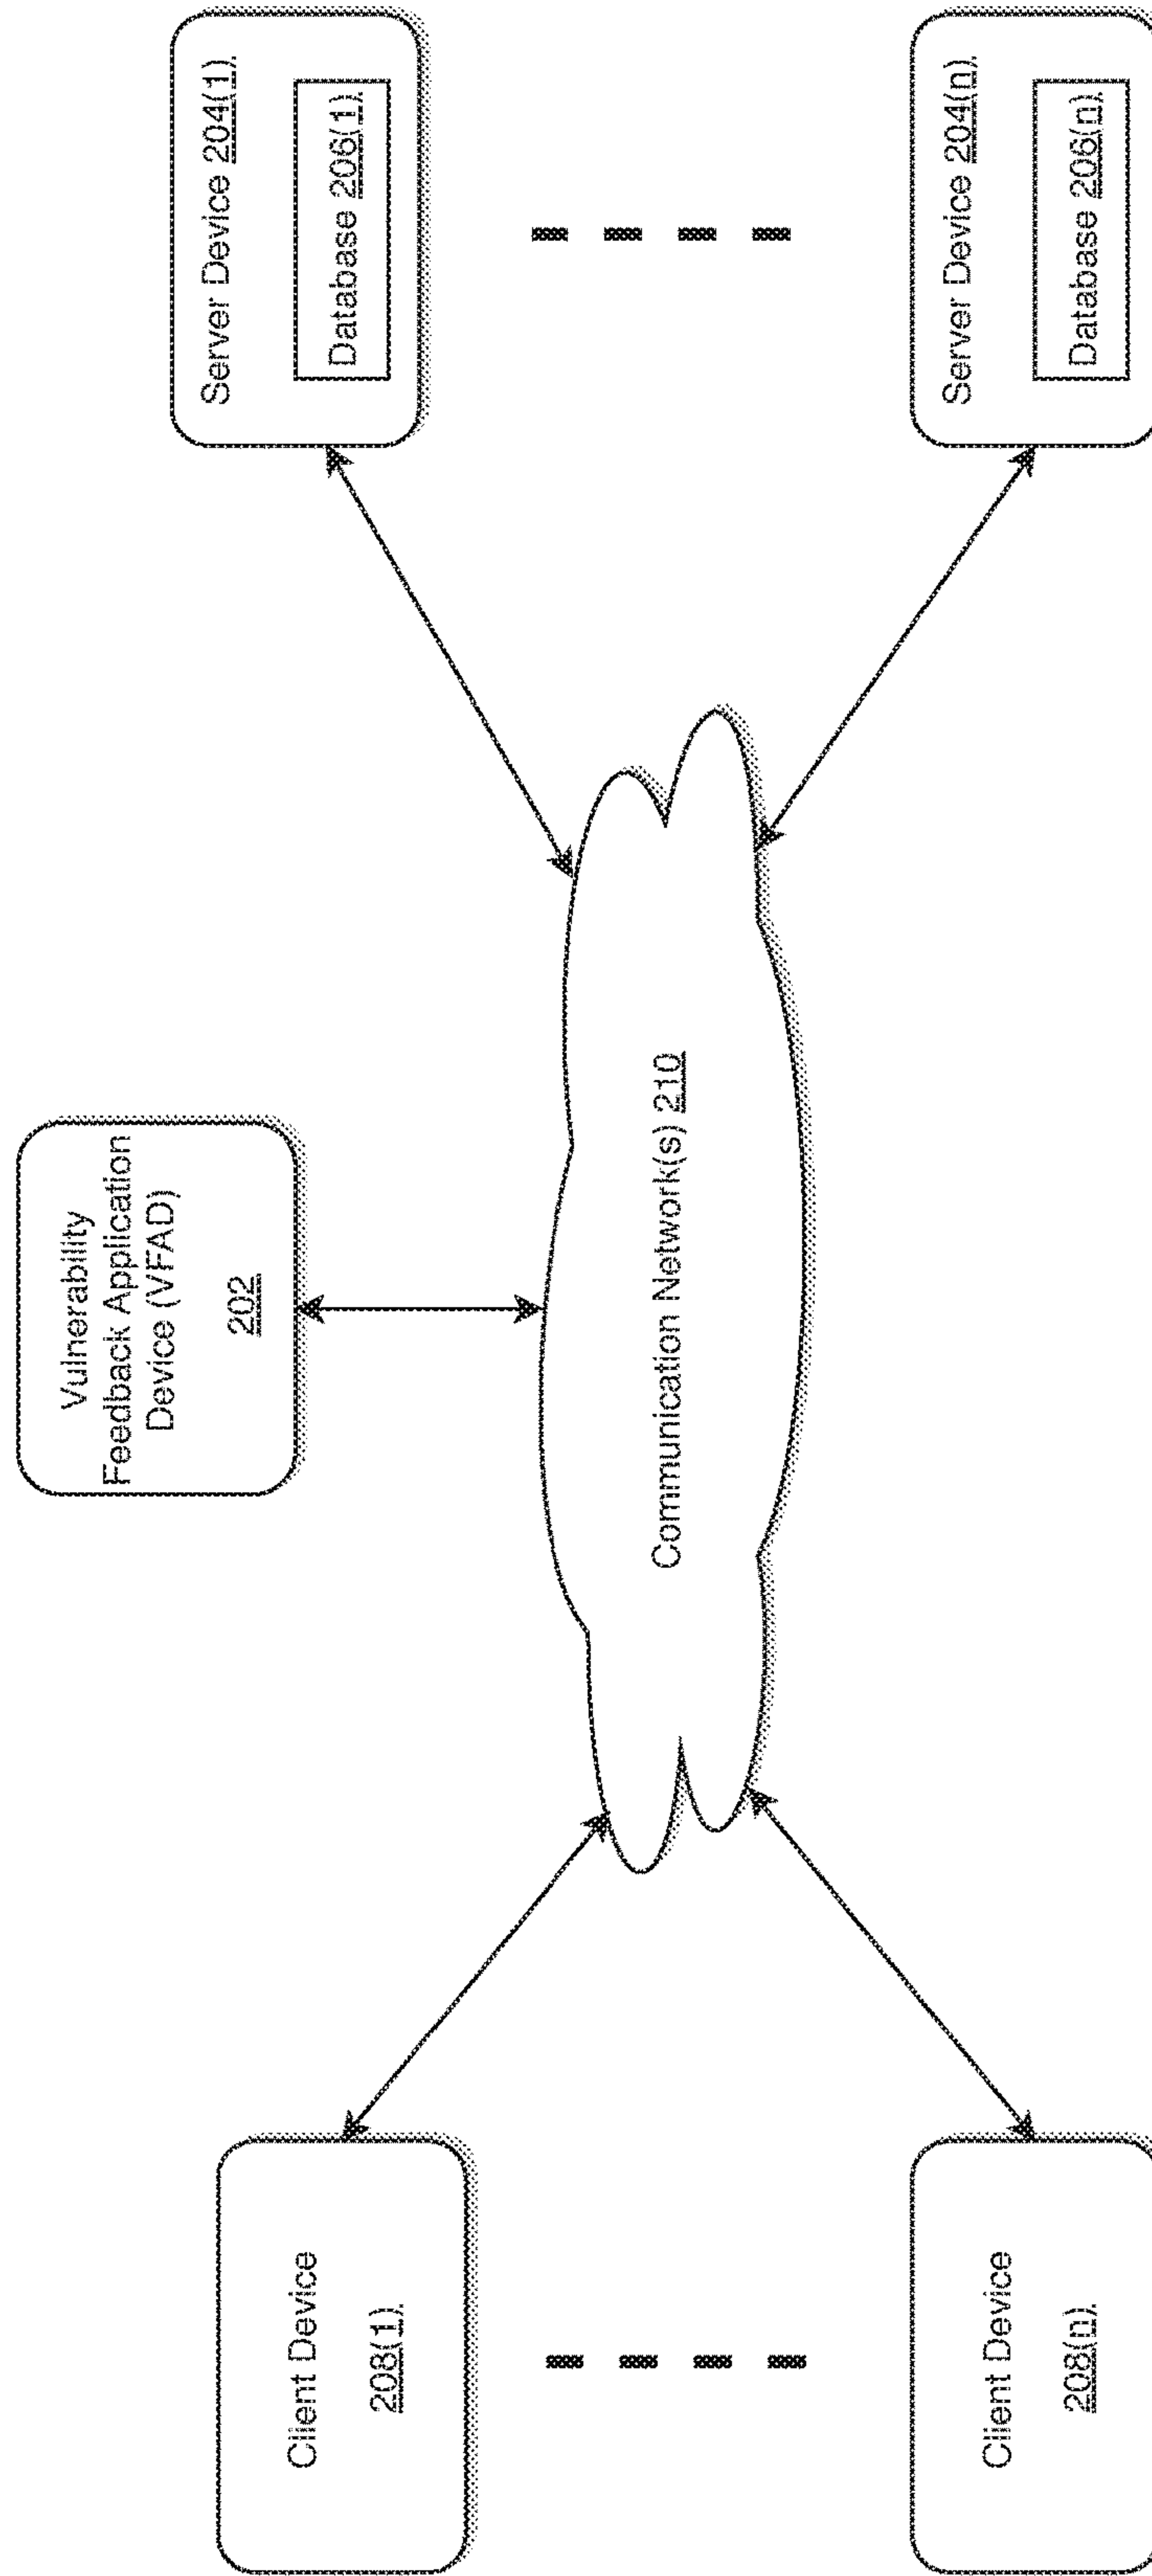 Vulnerability
Feedback Application
Device (VFAD)
202
Client Device
208(1)
Client Device
208(n)
Communication Network(s) 210
Server Device 204(1)
Database 206(1)
Server Device 204(n)
Database 206(n)